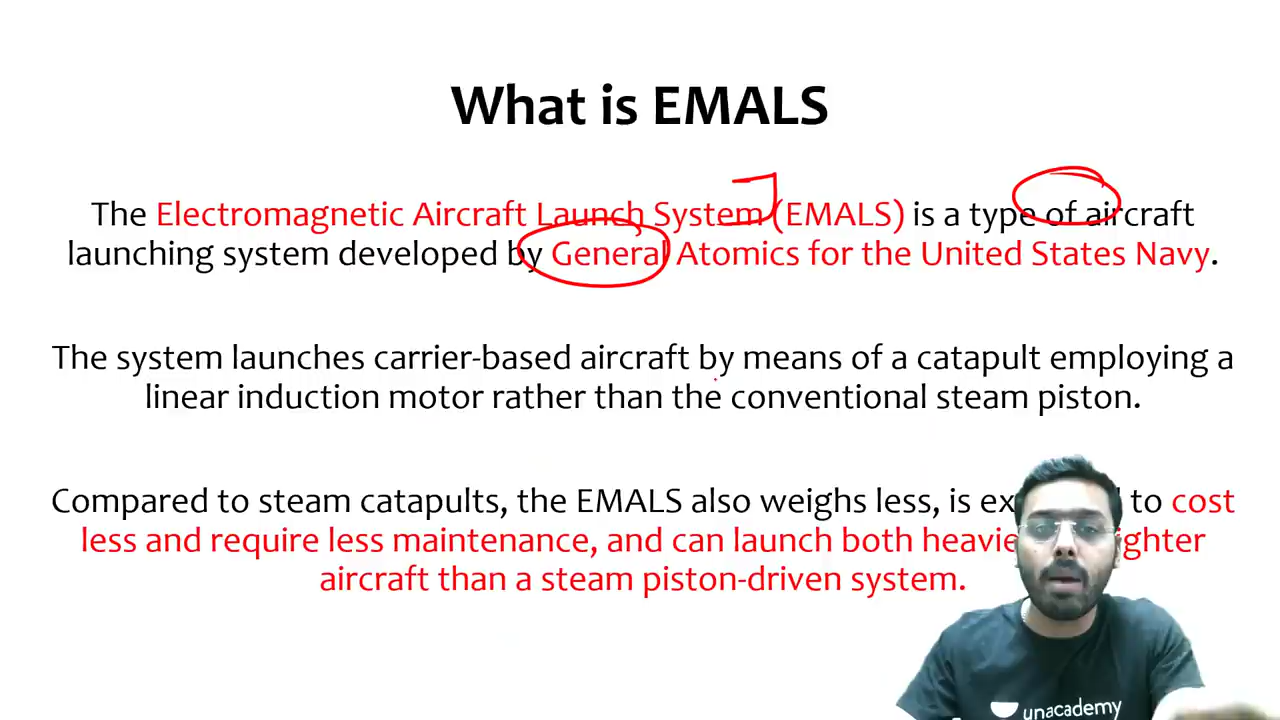 What is EMALS
The Electromagnetic Aircraft Launch System (EMALS) is a type of aircraft
launching system developed by General Atomics for the United States Navy.
The system launches carrier-based aircraft by means of a catapult employing a
linear induction motor rather than the conventional steam piston.
Compared to steam catapults, the EMALS also weighs less, is to cost
less and require less maintenance, and can launch both
aircraft than a steam piston-driven system.
unacademy